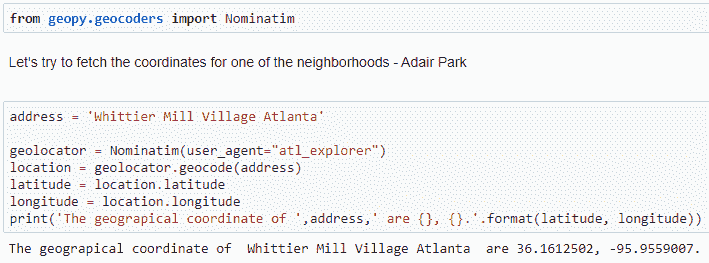 from geopy.geocoders import Nominatim
Let's try to fetch the coordinates for one of the neighborhoods - Adair Park
address = 'Whittier Mill Village Atlanta'
geolocator = Nominatim(user_agent="atl_explorer")
location = geolocator.geocode(address)
latitude = location.latitude
longitude = location.longitude
print('The geograpical coordinate of ',address,' are {}, {}.'.format(latitude, longitude))
The geograpical coordinate of  Whittier Mill Village Atlanta  are 36.1612502, -95.9559007.